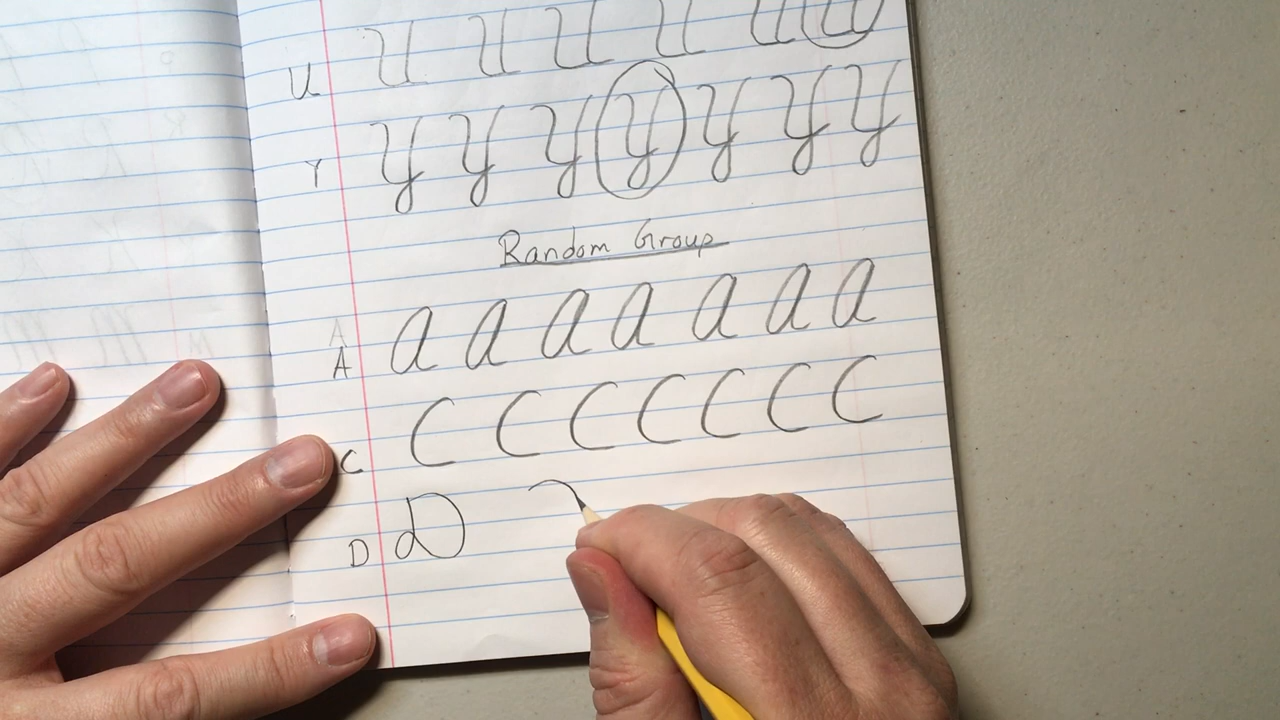 U U U U U U U
Y Y Y Y Y Y Y Y
Random Group
A
A a a a a a a a
C C C C C C C C
D D